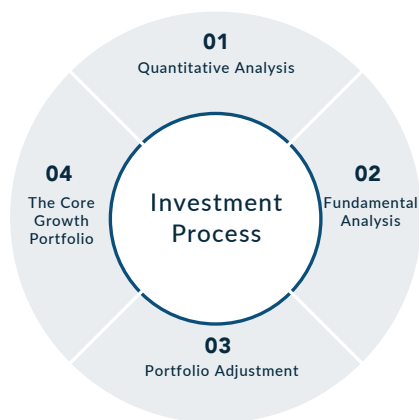 01
Quantitative Analysis
02
Fundamental
Analysis
03
Portfolio Adjustment
04
The Core
Growth
Portfolio
Investment
Process